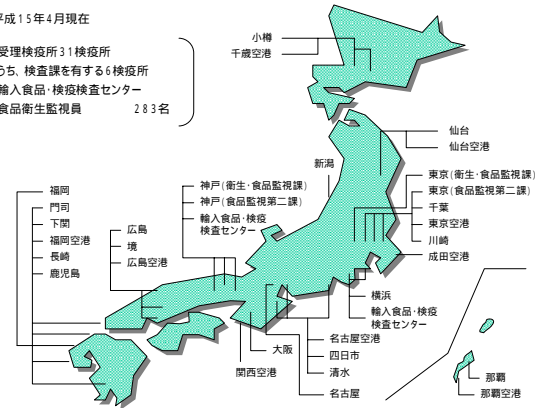 平成15年4月現在
受理検疫所31検疫所
うち、検査課を有する6検疫所
輸入食品・検疫検査センター
食品衛生監視員 283名
小樽
千歳空港
仙台
仙台空港
新潟
東京(衛生・食品監視課)
東京(食品監視第二課)
千葉
東京空港
川崎
成田空港
神戸(衛生・食品監視課)
神戸(食品監視第二課)
輸入食品・検疫
検査センター
福岡
門司
下関
福岡空港
長崎
鹿児島
広島
境
広島空港
横浜
輸入食品・検疫
検査センター
名古屋空港
四日市
清水
名古屋
大阪
関西空港
那覇
那覇空港